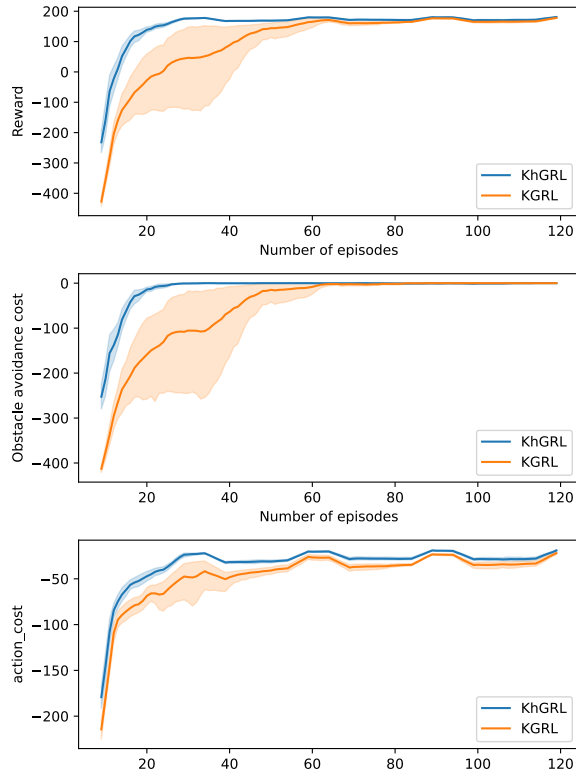 200
100
0
−100
−200
−300
−400
Reward
KhGRL
KGRL
20 40 60 80 100 120
Number of episodes
0
−100
−200
−300
−400
Obstacle avoidance cost
KhGRL
KGRL
20 40 60 80 100 120
Number of episodes
−50
−100
−150
−200
action_cost
KhGRL
KGRL
20 40 60 80 100 120